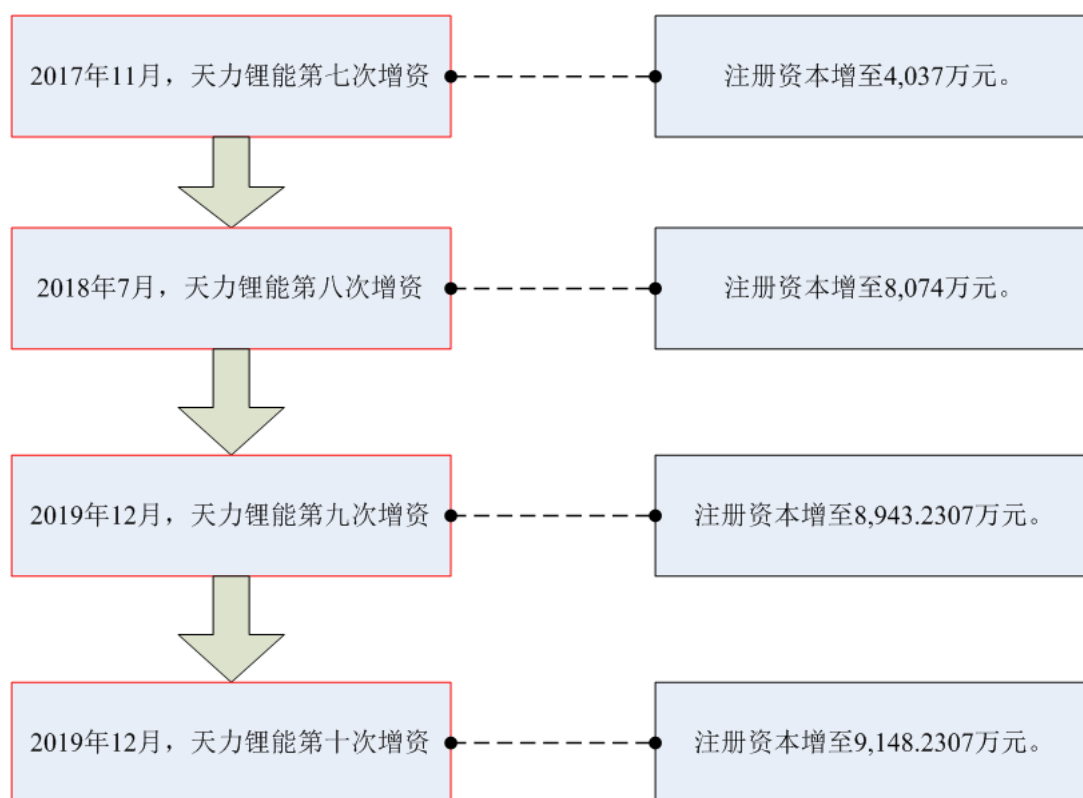 2017年11月，天力锂能第七次增资
注册资本增至4,037万元。
2018年7月，天力锂能第八次增资
注册资本增至8,074万元。
2019年12月，天力锂能第九次增资
注册资本增至8,943.2307万元。
2019年12月，天力锂能第十次增资
注册资本增至9,148.2307万元。